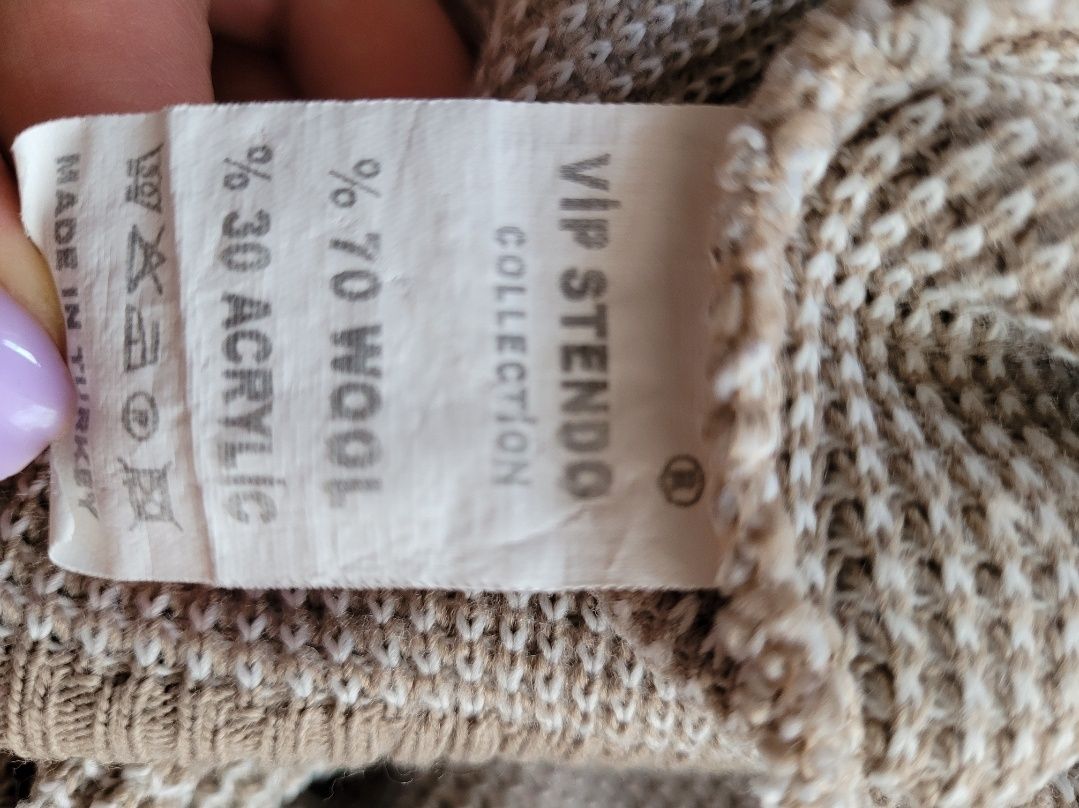 ®
ViP STENDO
COLLECTiON
% 70 WOOL
% 30 ACRYLiC
P
MADE IN TURKEY